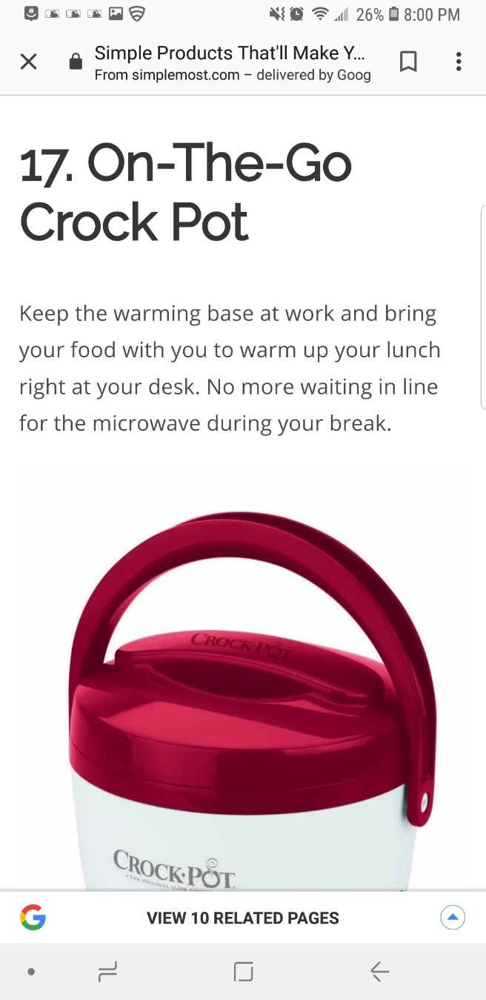 26% 8:00 PM
Simple Products That'll Make Y...
From simplemost.com – delivered by Goog
17. On-The-Go
Crock Pot
Keep the warming base at work and bring
your food with you to warm up your lunch
right at your desk. No more waiting in line
for the microwave during your break.
CROCK·POT
CROCK·POT
THE ORIGINAL SLOW
VIEW 10 RELATED PAGES